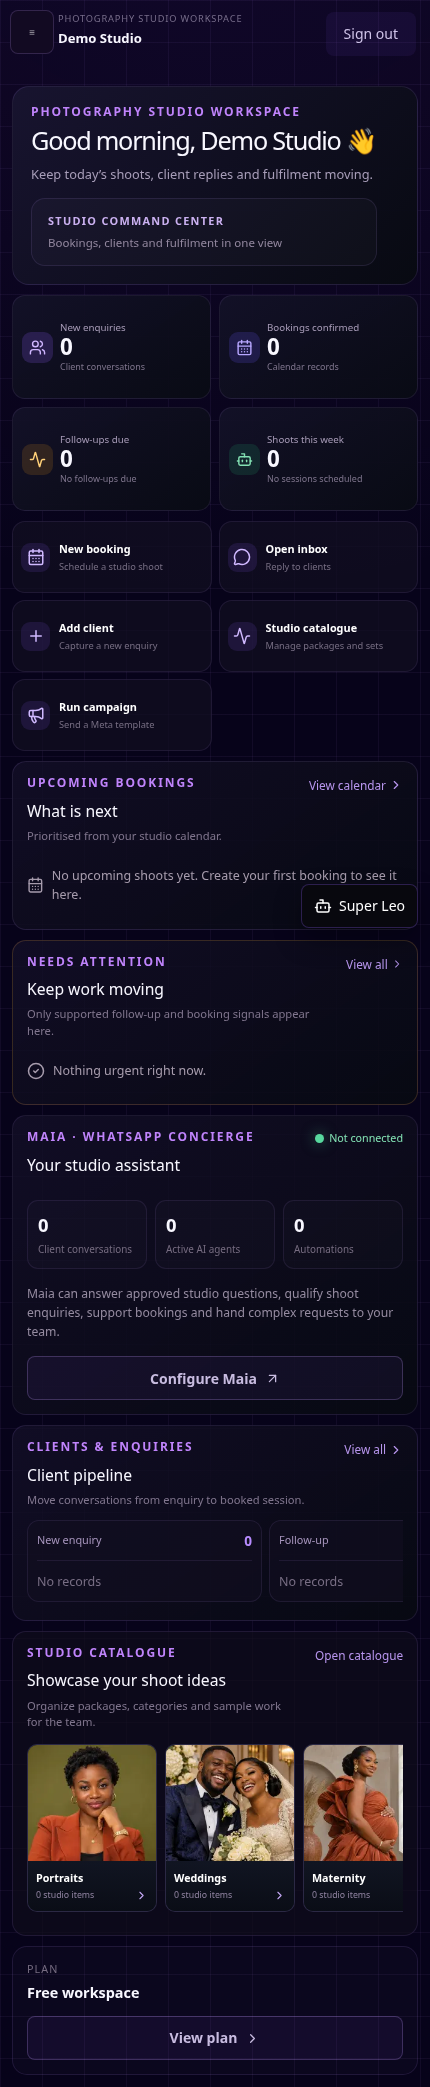 PHOTOGRAPHY STUDIO WORKSPACE
Demo Studio
Sign out
PHOTOGRAPHY STUDIO WORKSPACE
Good morning, Demo Studio 👋
Keep today's shoots, client replies and fulfilment moving.
STUDIO COMMAND CENTER
Bookings, clients and fulfilment in one view
New enquiries
0
Client conversations
Bookings confirmed
0
Calendar records
Follow-ups due
0
No follow-ups due
Shoots this week
0
No sessions scheduled
New booking
Schedule a studio shoot
Open inbox
Reply to clients
Add client
Capture a new enquiry
Studio catalogue
Manage packages and sets
Run campaign
Send a Meta template
UPCOMING BOOKINGS
View calendar
What is next
Prioritised from your studio calendar.
No upcoming shoots yet. Create your first booking to see it
here.
Super Leo
NEEDS ATTENTION
View all
Keep work moving
Only supported follow-up and booking signals appear
here.
Nothing urgent right now.
MAIA · WHATSAPP CONCIERGE
Not connected
Your studio assistant
0
Client conversations
0
Active AI agents
0
Automations
Maia can answer approved studio questions, qualify shoot
enquiries, support bookings and hand complex requests to your
team.
Configure Maia
CLIENTS & ENQUIRIES
View all
Client pipeline
Move conversations from enquiry to booked session.
New enquiry 0
No records
Follow-up
No records
STUDIO CATALOGUE
Open catalogue
Showcase your shoot ideas
Organize packages, categories and sample work
for the team.
Portraits
0 studio items
Weddings
0 studio items
Maternity
0 studio items
PLAN
Free workspace
View plan